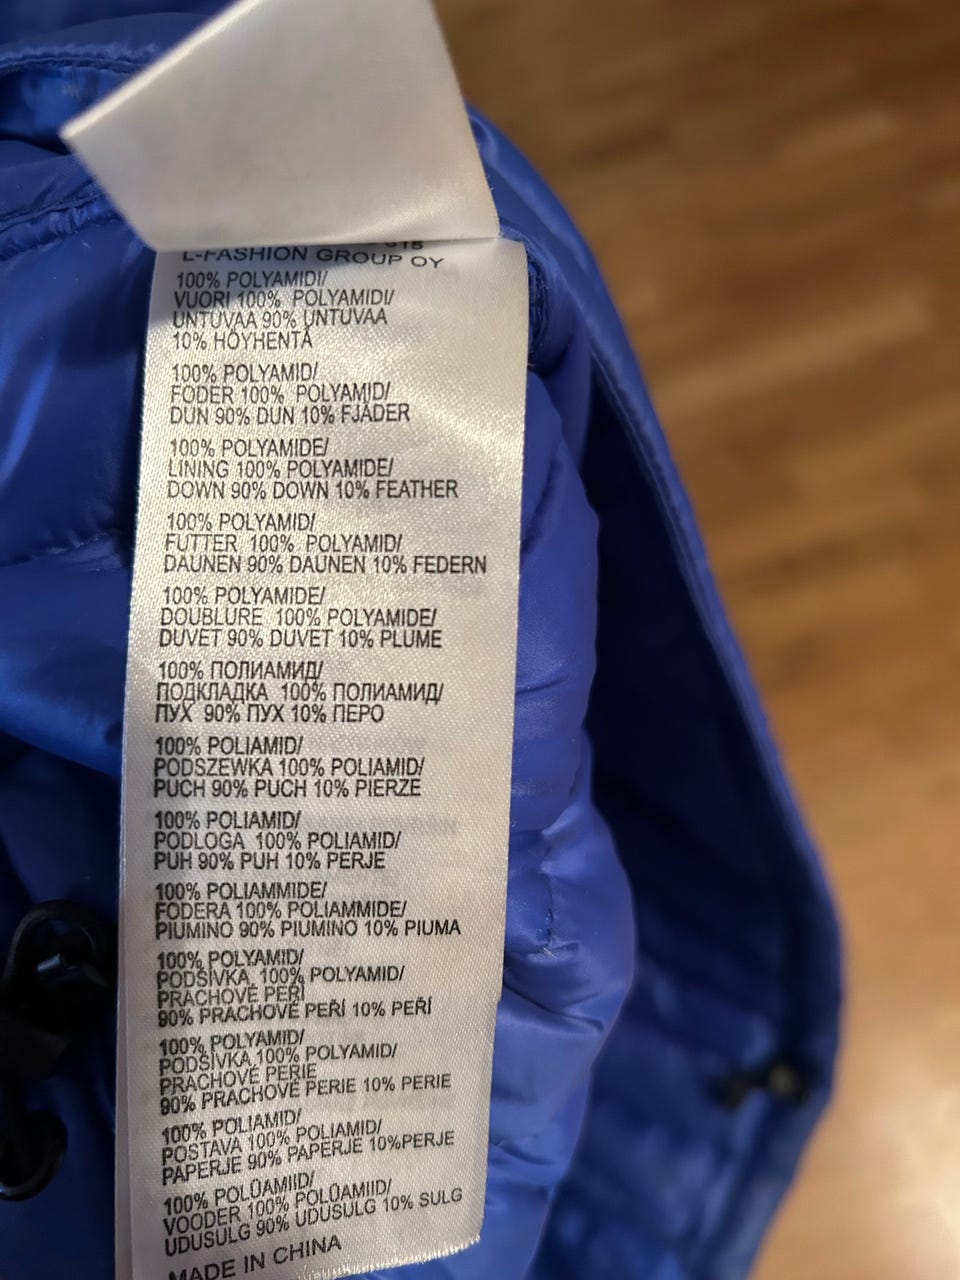 L-FASHION GROUP OY
100% POLYAMIDI/
VUORI 100% POLYAMIDI/
UNTUVAA 90% UNTUVAA
10% HÖYHENTÄ
100% POLYAMID/
FODER 100% POLYAMID/
DUN 90% DUN 10% FJÄDER
100% POLYAMIDE/
LINING 100% POLYAMIDE/
DOWN 90% DOWN 10% FEATHER
100% POLYAMID/
FUTTER 100% POLYAMID/
DAUNEN 90% DAUNEN 10% FEDERN
100% POLYAMIDE/
DOUBLURE 100% POLYAMIDE/
DUVET 90% DUVET 10% PLUME
100% ПОЛИАМИД/
ПОДКЛАДКА 100% ПОЛИАМИД/
ПУХ 90% ПУХ 10% ПЕРО
100% POLIAMID/
PODSZEWKA 100% POLIAMID/
PUCH 90% PUCH 10% PIERZE
100% POLIAMID/
PODLOGA 100% POLIAMID/
PUH 90% PUH 10% PERJE
100% POLIAMMIDE/
FODERA 100% POLIAMMIDE/
PIUMINO 90% PIUMINO 10% PIUMA
100% POLYAMID/
PODŠÍVKA, 100% POLYAMID/
PRACHOVÉ PEŘÍ
90% PRACHOVÉ PEŘÍ 10% PEŘÍ
100% POLYAMID/
PODŠÍVKA 100% POLYAMID/
PRACHOVÉ PERIE
90% PRACHOVÉ PERIE 10% PERIE
100% POLIAMID/
POSTAVA 100% POLIAMID/
PAPERJE 90% PAPERJE 10%PERJE
100% POLÜAMIID/
VOODER 100% POLÜAMIID/
UDUSULG 90% UDUSULG 10% SULG
MADE IN CHINA